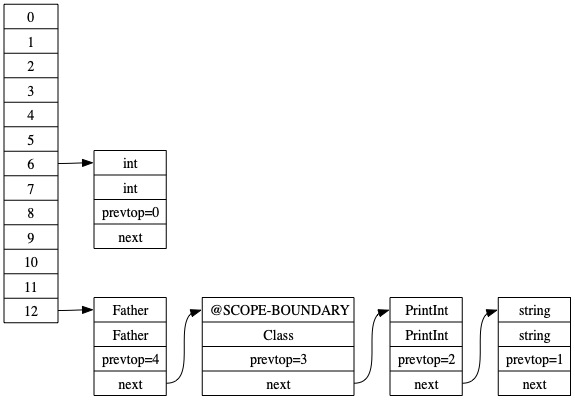 0
1
2
3
4
5
6
7
8
9
10
11
12
int
int
prevtop=0
next
Father
Father
prevtop=4
next
@SCOPE-BOUNDARY
Class
prevtop=3
next
PrintInt
PrintInt
prevtop=2
next
string
string
prevtop=1
next